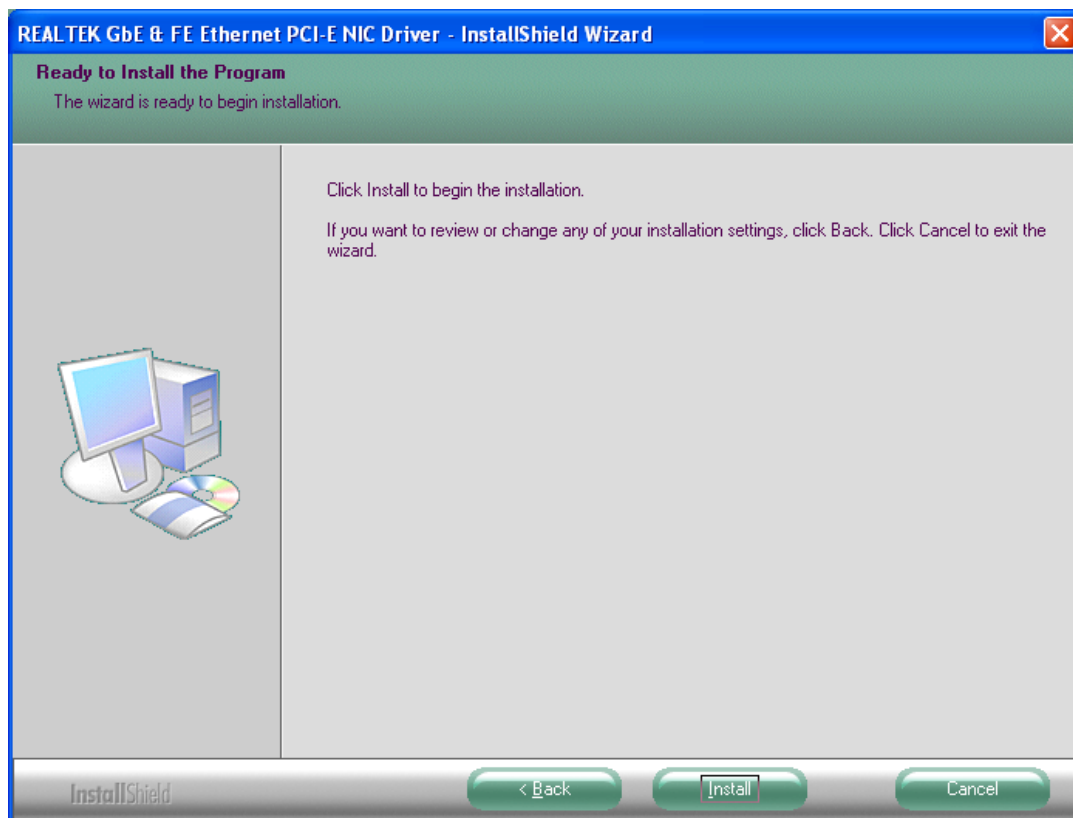 REALTEK GbE & FE Ethernet PCI-E NIC Driver - InstallShield Wizard
Ready to Install the Program
The wizard is ready to begin installation.
Click Install to begin the installation.
If you want to review or change any of your installation settings, click Back. Click Cancel to exit the
wizard.
InstallShield
< Back
Install
Cancel